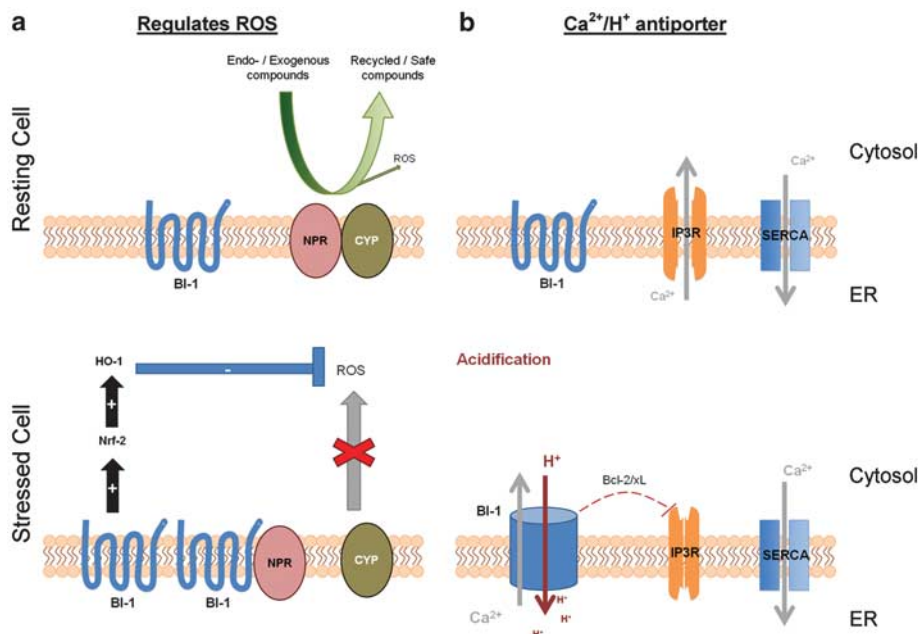 a
Regulates ROS
Endo- / Exogenous
compounds
Recycled / Safe
compounds
ROS
Resting Cell
NPR
CYP
BI-1
b
Ca²⁺/H⁺ antiporter
Cytosol
Ca²⁺
IP3R
SERCA
BI-1
Ca²⁺
ER
Stressed Cell
HO-1
-
ROS
+
Nrf-2
+
NPR
CYP
BI-1
BI-1
Acidification
H⁺
Bcl-2/xL
Ca²⁺
Cytosol
BI-1
IP3R
SERCA
Ca²⁺
H⁺
H⁺
H⁺
H⁺
ER